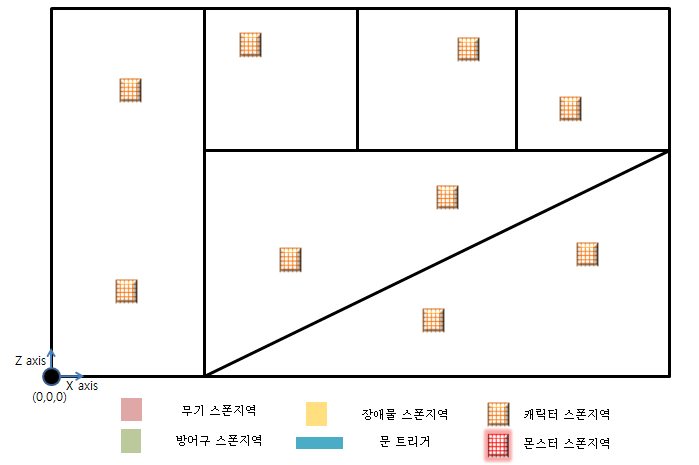 Z axis
X axis
(0,0,0)
무기 스폰지역
장애물 스폰지역
캐릭터 스폰지역
방어구 스폰지역
문 트리거
몬스터 스폰지역